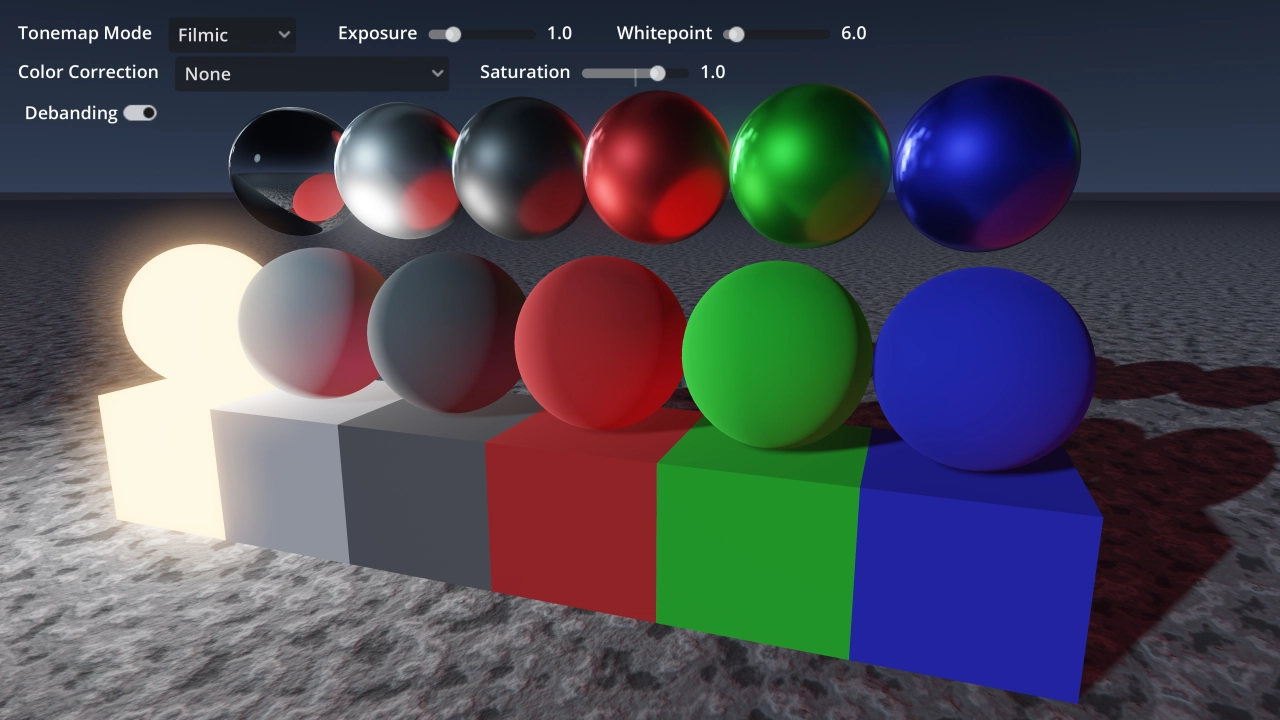 Tonemap Mode Filmic Exposure 1.0 Whitepoint 6.0
Color Correction None Saturation 1.0
Debanding